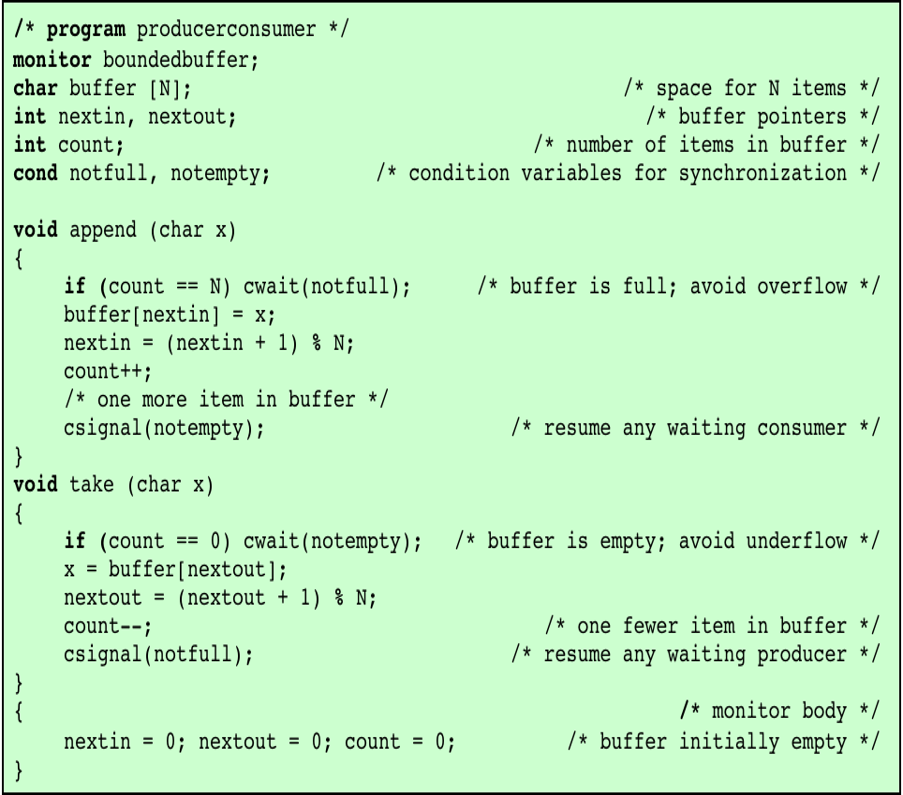 /* program producerconsumer */
monitor boundedbuffer;
char buffer [N]; /* space for N items */
int nextin, nextout; /* buffer pointers */
int count; /* number of items in buffer */
cond notfull, notempty; /* condition variables for synchronization */
void append (char x)
{
if (count == N) cwait(notfull); /* buffer is full; avoid overflow */
buffer[nextin] = x;
nextin = (nextin + 1) % N;
count++;
/* one more item in buffer */
csignal(notempty); /* resume any waiting consumer */
}
void take (char x)
{
if (count == 0) cwait(notempty); /* buffer is empty; avoid underflow */
x = buffer[nextout];
nextout = (nextout + 1) % N;
count--; /* one fewer item in buffer */
csignal(notfull); /* resume any waiting producer */
}
{ /* monitor body */
nextin = 0; nextout = 0; count = 0; /* buffer initially empty */
}